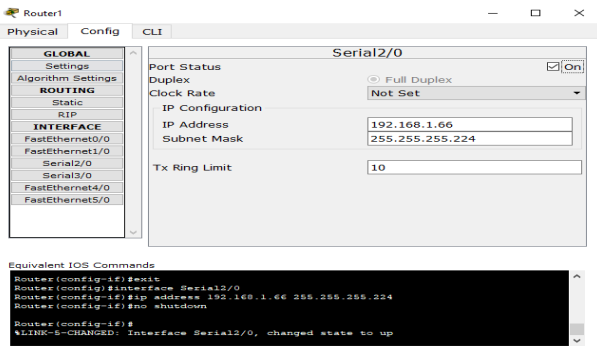 Router1
Physical Config CLI
GLOBAL
Settings
Algorithm Settings
ROUTING
Static
RIP
INTERFACE
FastEthernet0/0
FastEthernet1/0
Serial2/0
Serial3/0
FastEthernet4/0
FastEthernet5/0
Serial2/0
Port Status On
Duplex Full Duplex
Clock Rate Not Set
IP Configuration
IP Address 192.168.1.66
Subnet Mask 255.255.255.224
Tx Ring Limit 10
Equivalent IOS Commands
Router(config-if)#exit
Router(config)#interface Serial2/0
Router(config-if)#ip address 192.168.1.66 255.255.255.224
Router(config-if)#no shutdown
Router(config-if)#
%LINK-5-CHANGED: Interface Serial2/0, changed state to up